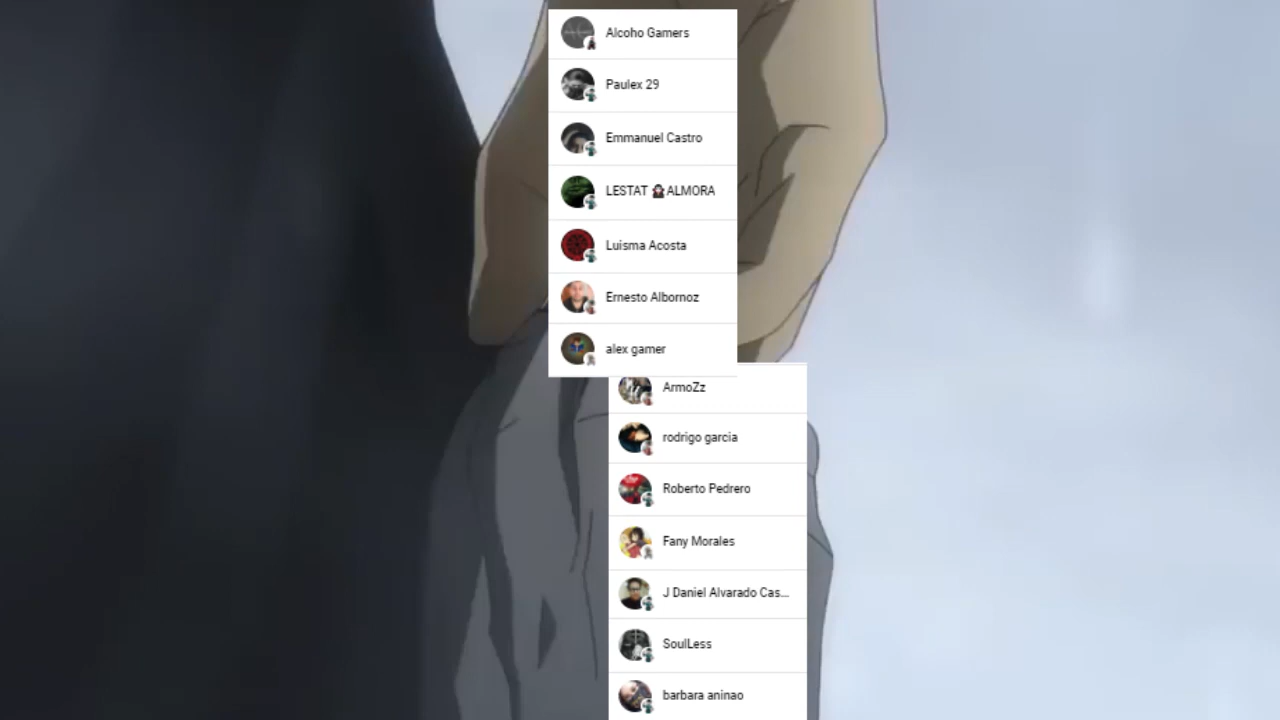 Alcoho Gamers
Paulex 29
Emmanuel Castro
LESTAT 🧛🏻ALMORA
Luisma Acosta
Ernesto Albornoz
alex gamer
ArmoZz
rodrigo garcia
Roberto Pedrero
Fany Morales
J Daniel Alvarado Cas...
SoulLess
barbara aninao